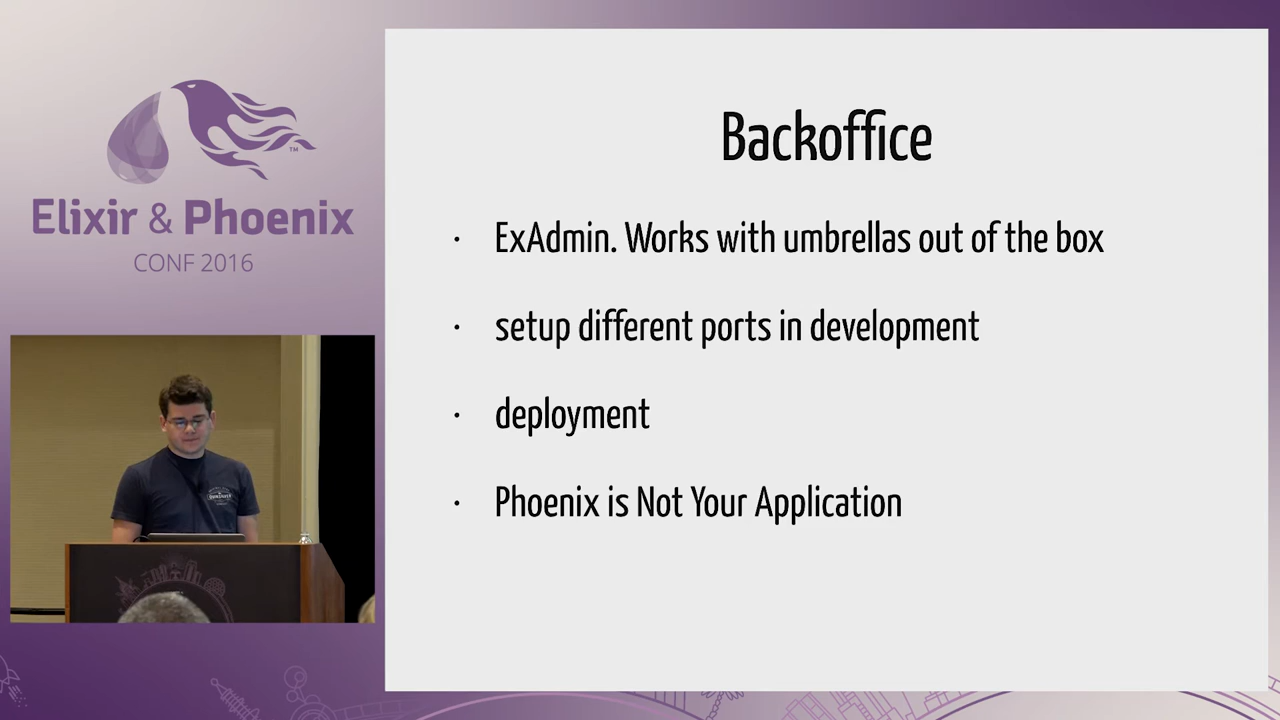 Elixir & Phoenix
™
CONF 2016
Backoffice
· ExAdmin. Works with umbrellas out of the box
· setup different ports in development
· deployment
· Phoenix is Not Your Application